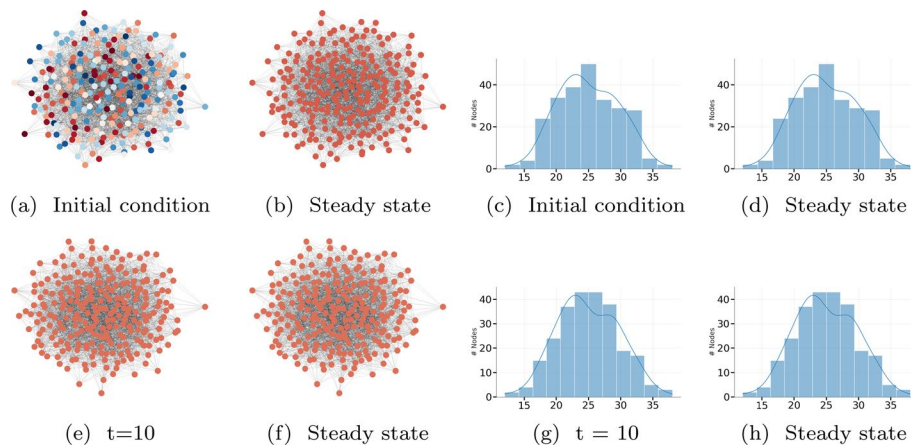 # Nodes
40
20
0
15 20 25 30 35
# Nodes
40
20
0
15 20 25 30 35
(a) Initial condition
(b) Steady state
(c) Initial condition
(d) Steady state
# Nodes
40
30
20
10
0
15 20 25 30 35
# Nodes
40
30
20
10
0
15 20 25 30 35
(e) t=10
(f) Steady state
(g) t = 10
(h) Steady state